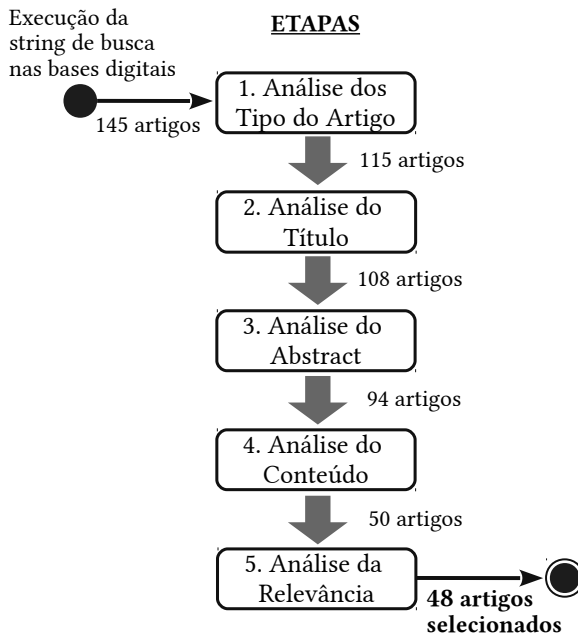 Execução da
string de busca
nas bases digitais
ETAPAS
145 artigos
1. Análise dos
Tipo do Artigo
115 artigos
2. Análise do
Título
108 artigos
3. Análise do
Abstract
94 artigos
4. Análise do
Conteúdo
50 artigos
5. Análise da
Relevância
48 artigos
selecionados